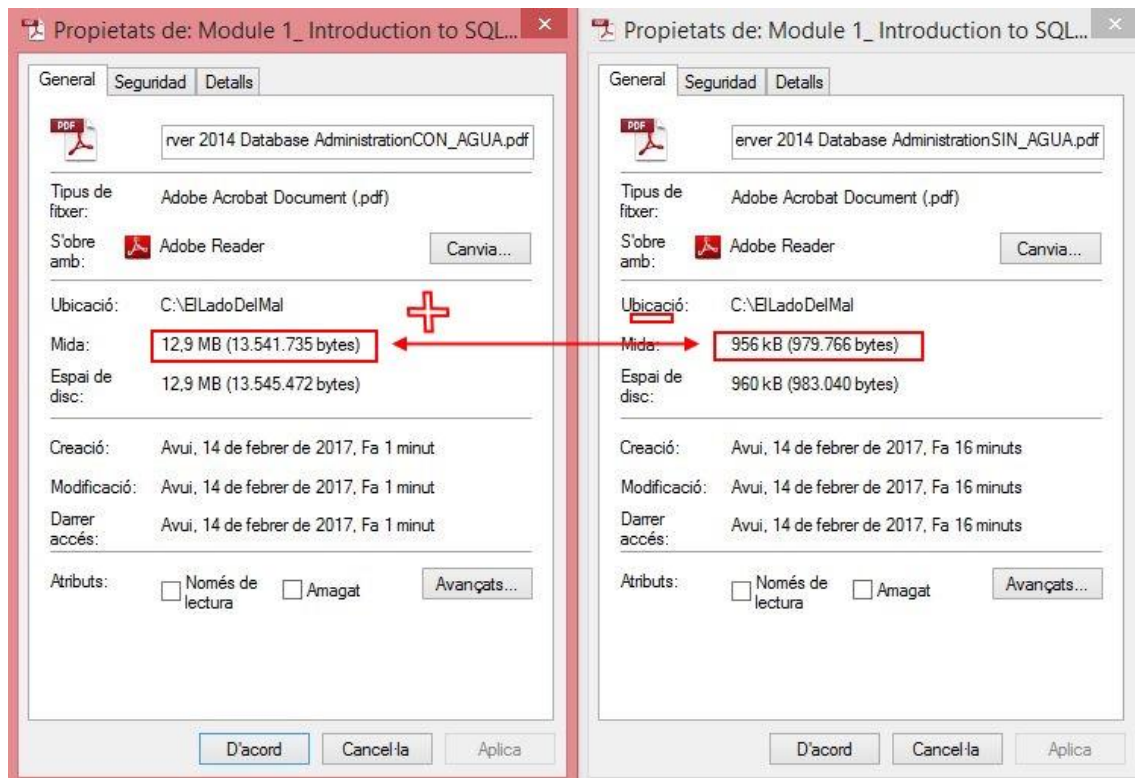 Propietats de: Module 1_ Introduction to SQL...
General Seguridad Detalls
PDF
rver 2014 Database AdministrationCON_AGUA.pdf
Tipus de
fitxer:
Adobe Acrobat Document (.pdf)
S'obre
amb:
Adobe Reader
Canvia...
Ubicació: C:\ElLadoDelMal
Mida: 12,9 MB (13.541.735 bytes)
Espai de
disc:
12,9 MB (13.545.472 bytes)
Creació: Avui, 14 de febrer de 2017, Fa 1 minut
Modificació: Avui, 14 de febrer de 2017, Fa 1 minut
Darrer
accés:
Avui, 14 de febrer de 2017, Fa 1 minut
Atributs:
Només de
lectura
Amagat
Avançats...
D'acord Cancel·la Aplica
Propietats de: Module 1_ Introduction to SQL...
General Seguridad Detalls
PDF
erver 2014 Database AdministrationSIN_AGUA.pdf
Tipus de
fitxer:
Adobe Acrobat Document (.pdf)
S'obre
amb:
Adobe Reader
Canvia...
Ubicació: C:\ElLadoDelMal
Mida: 956 kB (979.766 bytes)
Espai de
disc:
960 kB (983.040 bytes)
Creació: Avui, 14 de febrer de 2017, Fa 16 minuts
Modificació: Avui, 14 de febrer de 2017, Fa 16 minuts
Darrer
accés:
Avui, 14 de febrer de 2017, Fa 16 minuts
Atributs:
Només de
lectura
Amagat
Avançats...
D'acord Cancel·la Aplica